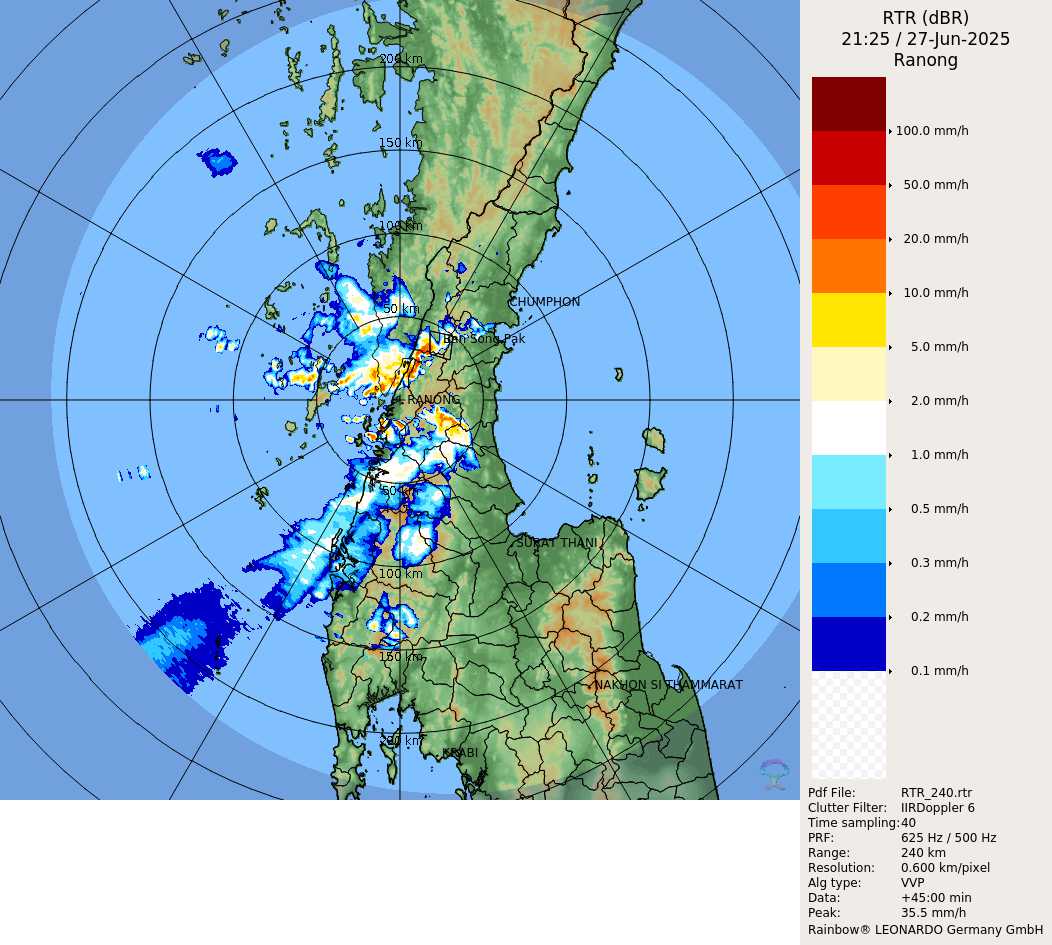 RTR (dBR)
21:25 / 27-Jun-2025
Ranong
200 km
150 km
100 km
50 km
CHUMPHON
Ban Song Pak
RANONG
50 km
SURAT THANI
100 km
150 km
NAKHON SI THAMMARAT
200 km
KRABI
100.0 mm/h
50.0 mm/h
20.0 mm/h
10.0 mm/h
5.0 mm/h
2.0 mm/h
1.0 mm/h
0.5 mm/h
0.3 mm/h
0.2 mm/h
0.1 mm/h
Pdf File: RTR_240.rtr
Clutter Filter: IIRDoppler 6
Time sampling: 40
PRF: 625 Hz / 500 Hz
Range: 240 km
Resolution: 0.600 km/pixel
Alg type: VVP
Data: +45:00 min
Peak: 35.5 mm/h
Rainbow® LEONARDO Germany GmbH